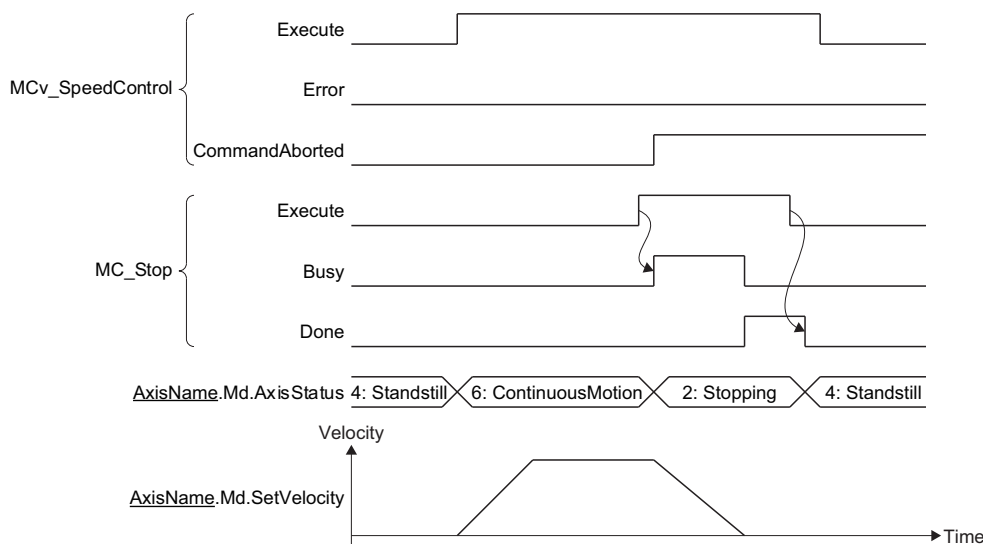 Execute
MCv_SpeedControl
Error
CommandAborted
Execute
MC_Stop
Busy
Done
AxisName.Md.AxisStatus 4: Standstill 6: ContinuousMotion 2: Stopping 4: Standstill
Velocity
AxisName.Md.SetVelocity
Time